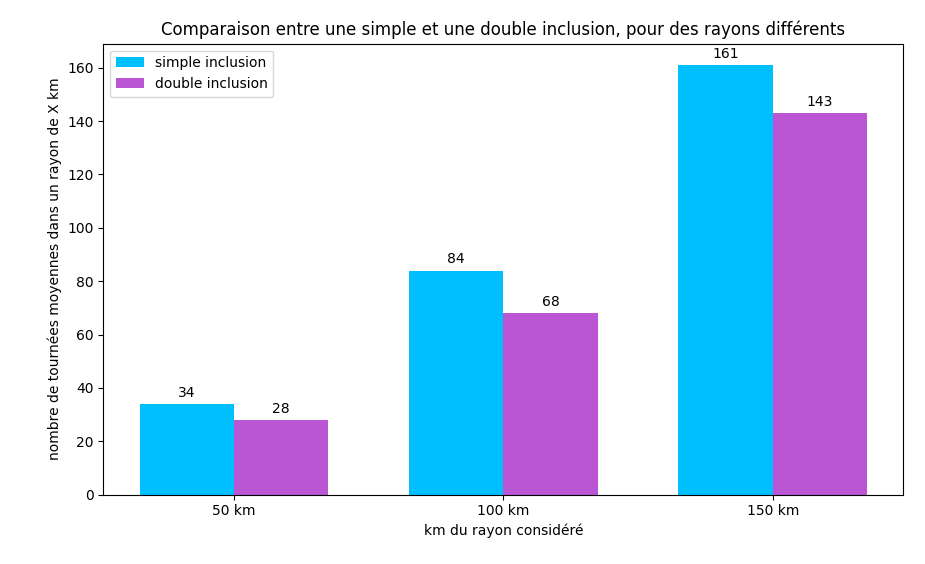 Comparaison entre une simple et une double inclusion, pour des rayons différents
simple inclusion
double inclusion
nombre de tournées moyennes dans un rayon de X km
160
140
120
100
80
60
40
20
0
34
28
84
68
161
143
50 km
100 km
150 km
km du rayon considéré